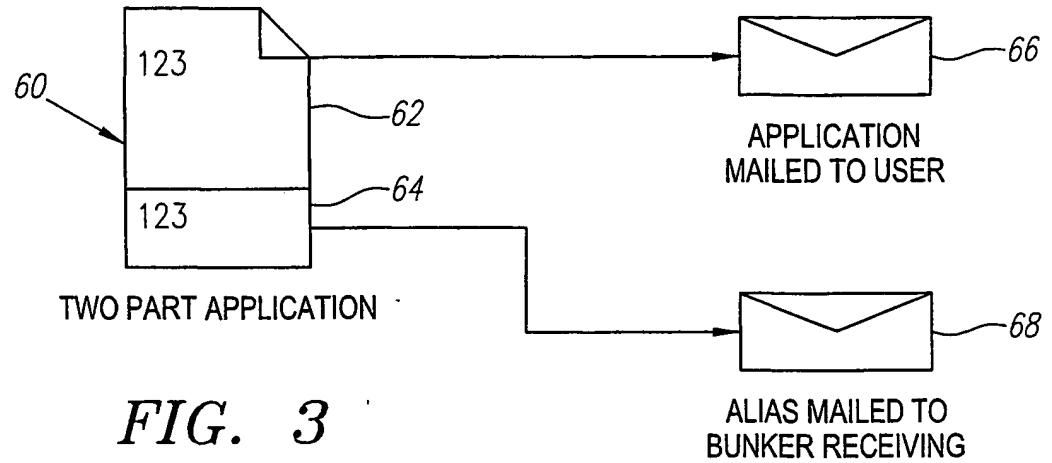 123
60
62
66
APPLICATION
MAILED TO USER
64
123
TWO PART APPLICATION
68
FIG. 3
ALIAS MAILED TO
BUNKER RECEIVING